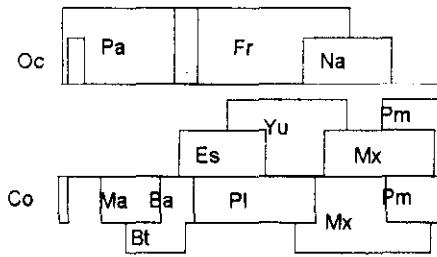 Oc Pa Fr Na
Yu Pm
Es Mx
Co Ma Ba Pl Pm
Bt Mx